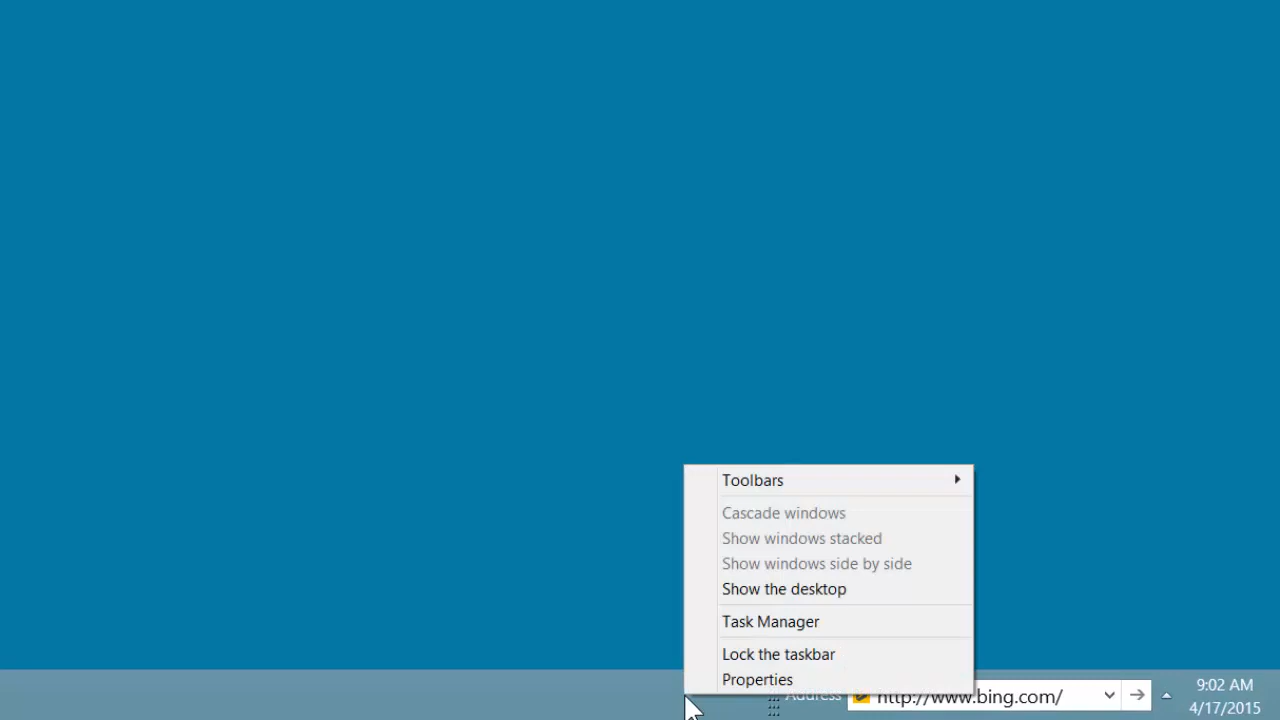 Toolbars
Cascade windows
Show windows stacked
Show windows side by side
Show the desktop
Task Manager
Lock the taskbar
Properties
Address http://www.bing.com/
9:02 AM
4/17/2015